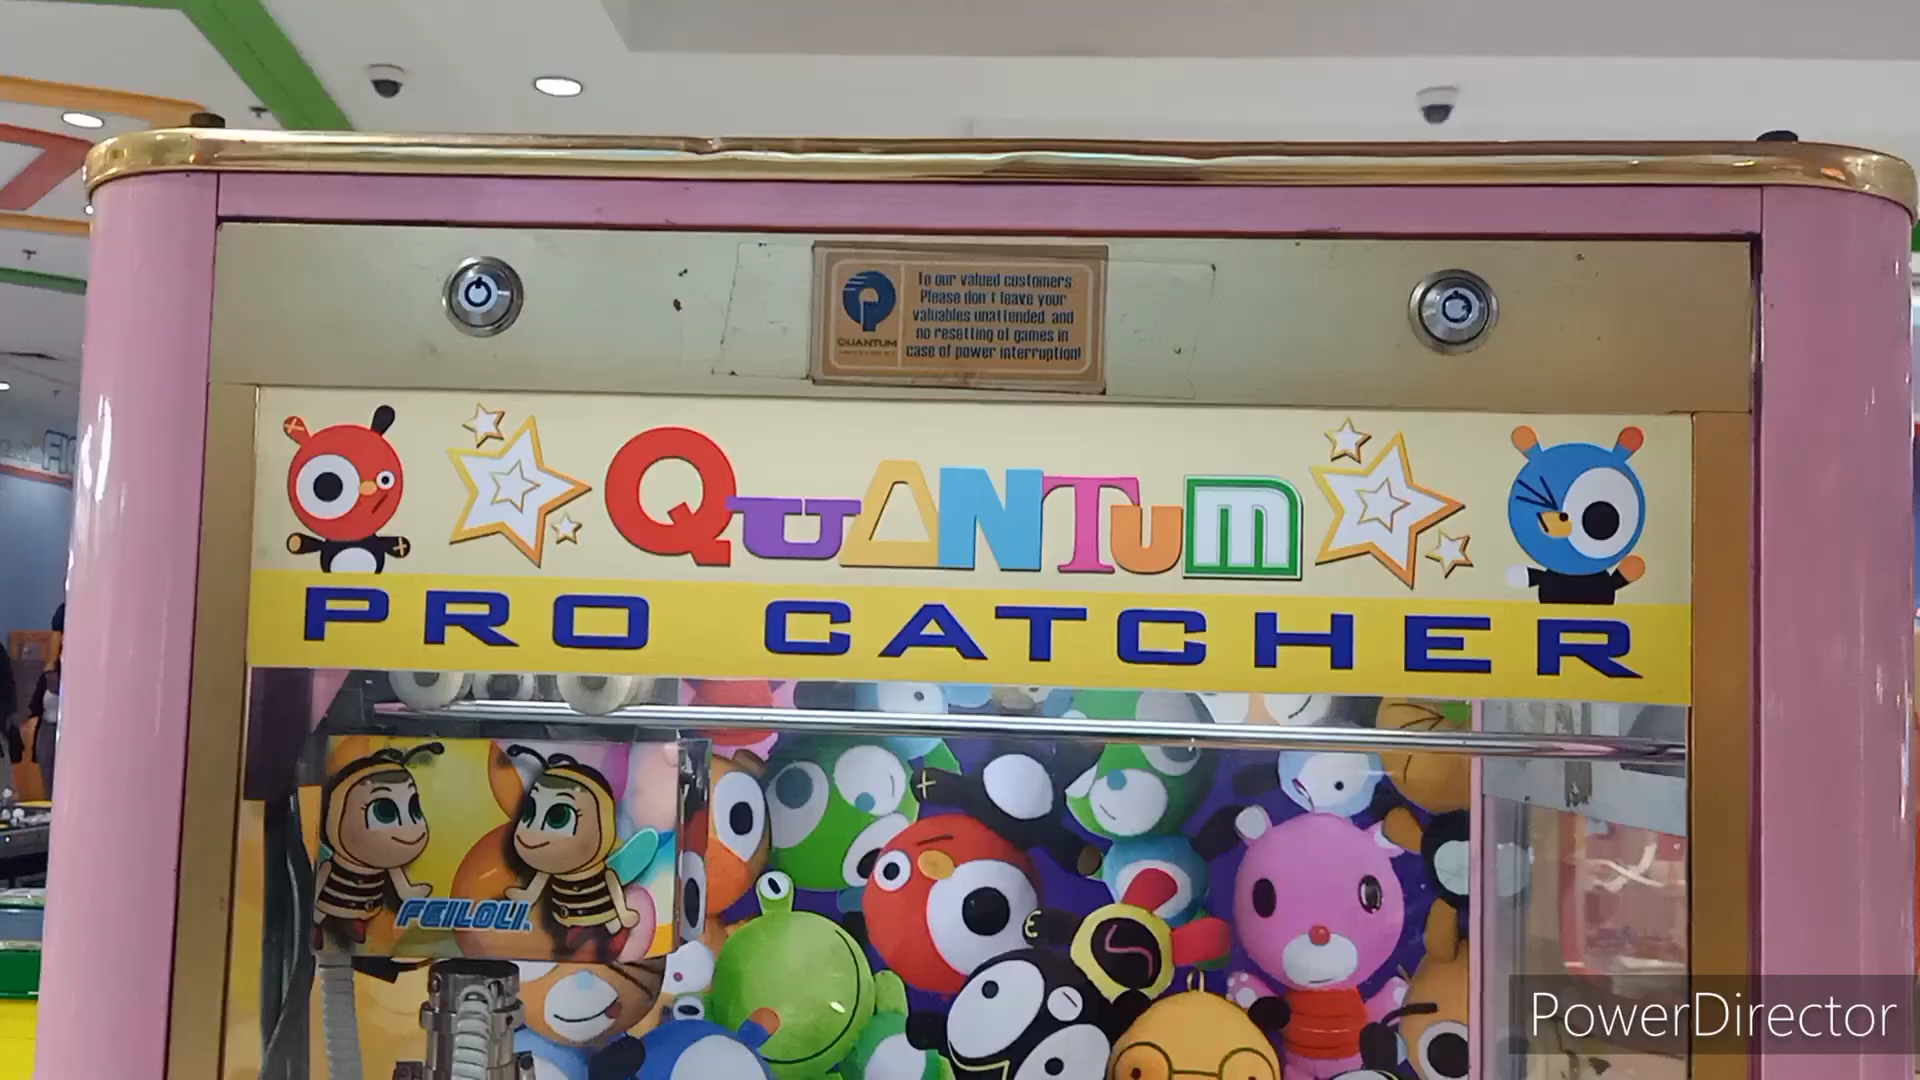 To our valued customers
Please don't leave your
valuables unattended and
no resetting of games in
case of power interruption!
QUANTUM
QUANTUM
PRO CATCHER
FEILOLI
PowerDirector